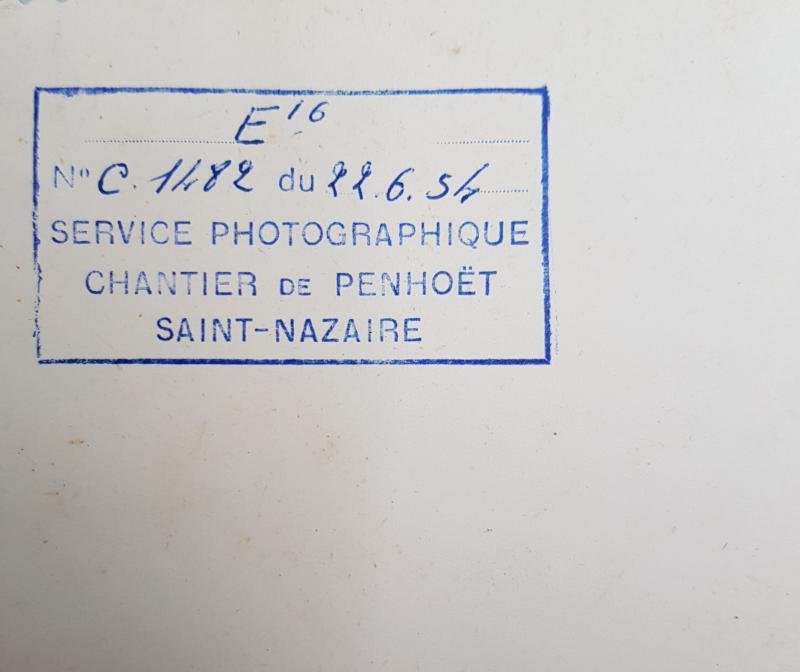 E16
N° C.1482 du 22.6.54
SERVICE PHOTOGRAPHIQUE
CHANTIER DE PENHOËT
SAINT-NAZAIRE